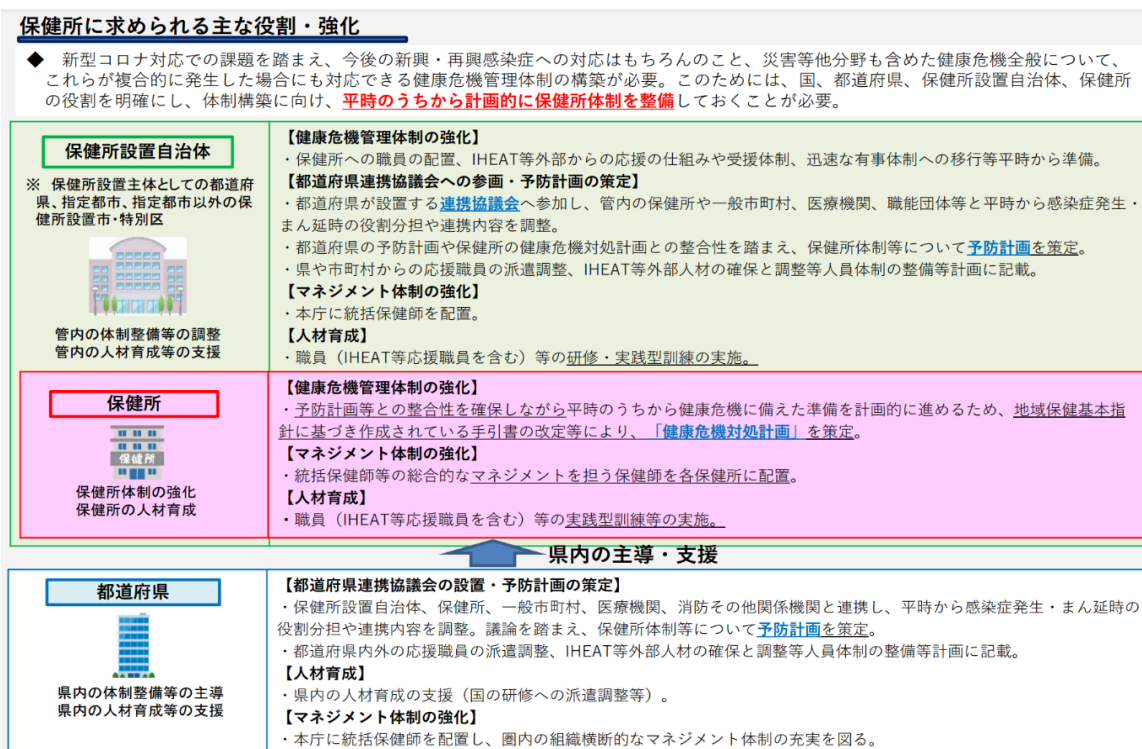 保健所に求められる主な役割・強化
◆ 新型コロナ対応での課題を踏まえ、今後の新興・再興感染症への対応はもちろんのこと、災害等他分野も含めた健康危機全般について、
これらが複合的に発生した場合にも対応できる健康危機管理体制の構築が必要。このためには、国、都道府県、保健所設置自治体、保健所
の役割を明確にし、体制構築に向け、平時のうちから計画的に保健所体制を整備しておくことが必要。
保健所設置自治体
※ 保健所設置主体としての都道府
県、指定都市、指定都市以外の保
健所設置市・特別区
管内の体制整備等の調整
管内の人材育成等の支援
【健康危機管理体制の強化】
・保健所への職員の配置、IHEAT等外部からの応援の仕組みや受援体制、迅速な有事体制への移行等平時から準備。
【都道府県連携協議会への参画・予防計画の策定】
・都道府県が設置する連携協議会へ参加し、管内の保健所や一般市町村、医療機関、職能団体等と平時から感染症発生・
まん延時の役割分担や連携内容を調整。
・都道府県の予防計画や保健所の健康危機対処計画との整合性を踏まえ、保健所体制等について予防計画を策定。
・県や市町村からの応援職員の派遣調整、IHEAT等外部人材の確保と調整等人員体制の整備等計画に記載。
【マネジメント体制の強化】
・本庁に統括保健師を配置。
【人材育成】
・職員（IHEAT等応援職員を含む）等の研修・実践型訓練の実施。
保健所
保健所
保健所体制の強化
保健所の人材育成
【健康危機管理体制の強化】
・予防計画等との整合性を確保しながら平時のうちから健康危機に備えた準備を計画的に進めるため、地域保健基本指
針に基づき作成されている手引書の改定等により、「健康危機対処計画」を策定。
【マネジメント体制の強化】
・統括保健師等の総合的なマネジメントを担う保健師を各保健所に配置。
【人材育成】
・職員（IHEAT等応援職員を含む）等の実践型訓練等の実施。
県内の主導・支援
都道府県
県内の体制整備等の主導
県内の人材育成等の支援
【都道府県連携協議会の設置・予防計画の策定】
・保健所設置自治体、保健所、一般市町村、医療機関、消防その他関係機関と連携し、平時から感染症発生・まん延時の
役割分担や連携内容を調整。議論を踏まえ、保健所体制等について予防計画を策定。
・都道府県内外の応援職員の派遣調整、IHEAT等外部人材の確保と調整等人員体制の整備等計画に記載。
【人材育成】
・県内の人材育成の支援（国の研修への派遣調整等）。
【マネジメント体制の強化】
・本庁に統括保健師を配置し、圏内の組織横断的なマネジメント体制の充実を図る。